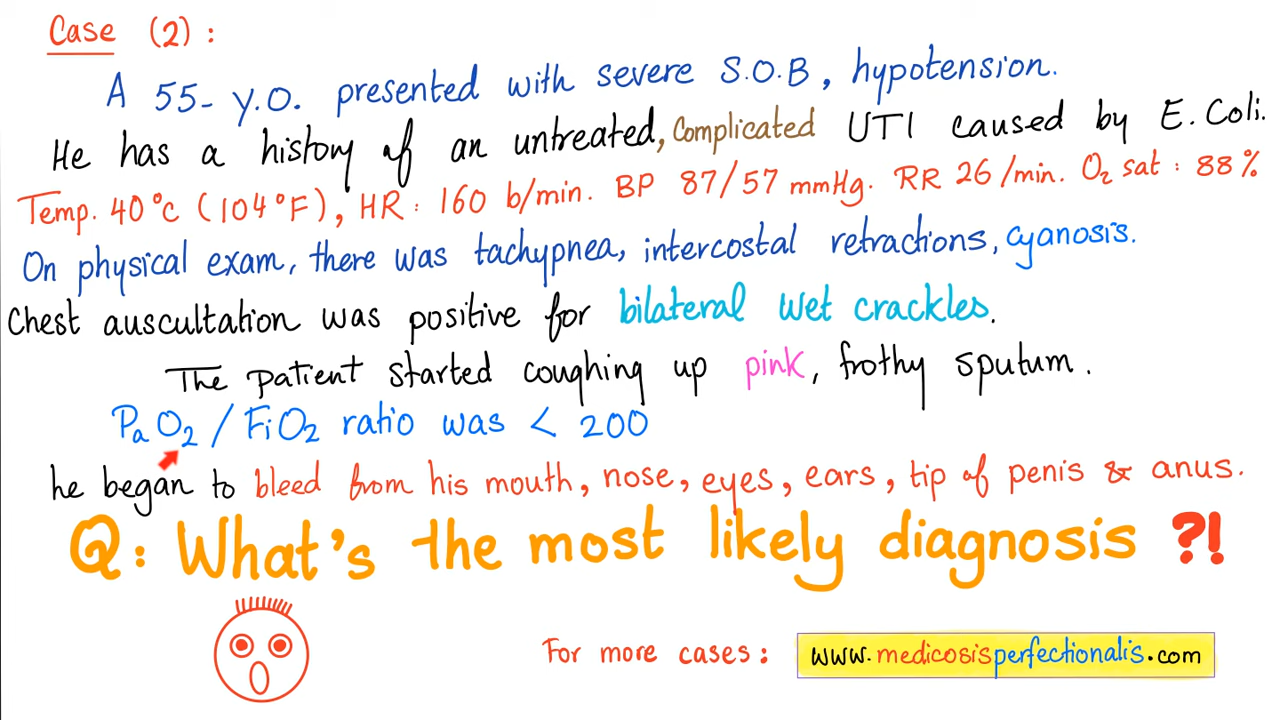 Case (2):
A 55-y.o. presented with severe S.O.B, hypotension.
He has a history of an untreated, Complicated UTI caused by E. Coli.
Temp. 40°C (104°F), HR: 160 b/min. BP 87/57 mmHg. RR 26/min. O2 sat: 88%
On physical exam, there was tachypnea, intercostal retractions, cyanosis.
Chest auscultation was positive for bilateral wet crackles.
The patient started coughing up pink, frothy sputum.
PaO2/FiO2 ratio was < 200
he began to bleed from his mouth, nose, eyes, ears, tip of penis & anus.
Q: What's the most likely diagnosis ?!
For more cases: www.medicosisperfectionalis.com